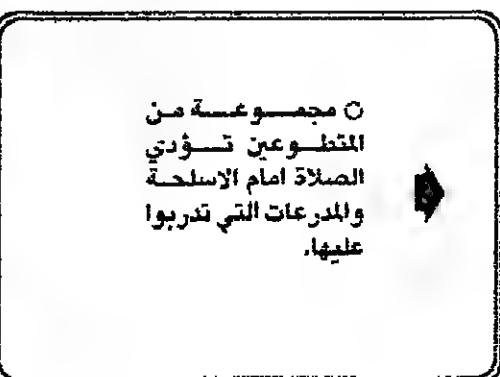 ○ مجموعة من
المتطوعين تؤدي
الصلاة امام الاسلحة
والمدرعات التي تدربوا
عليها.